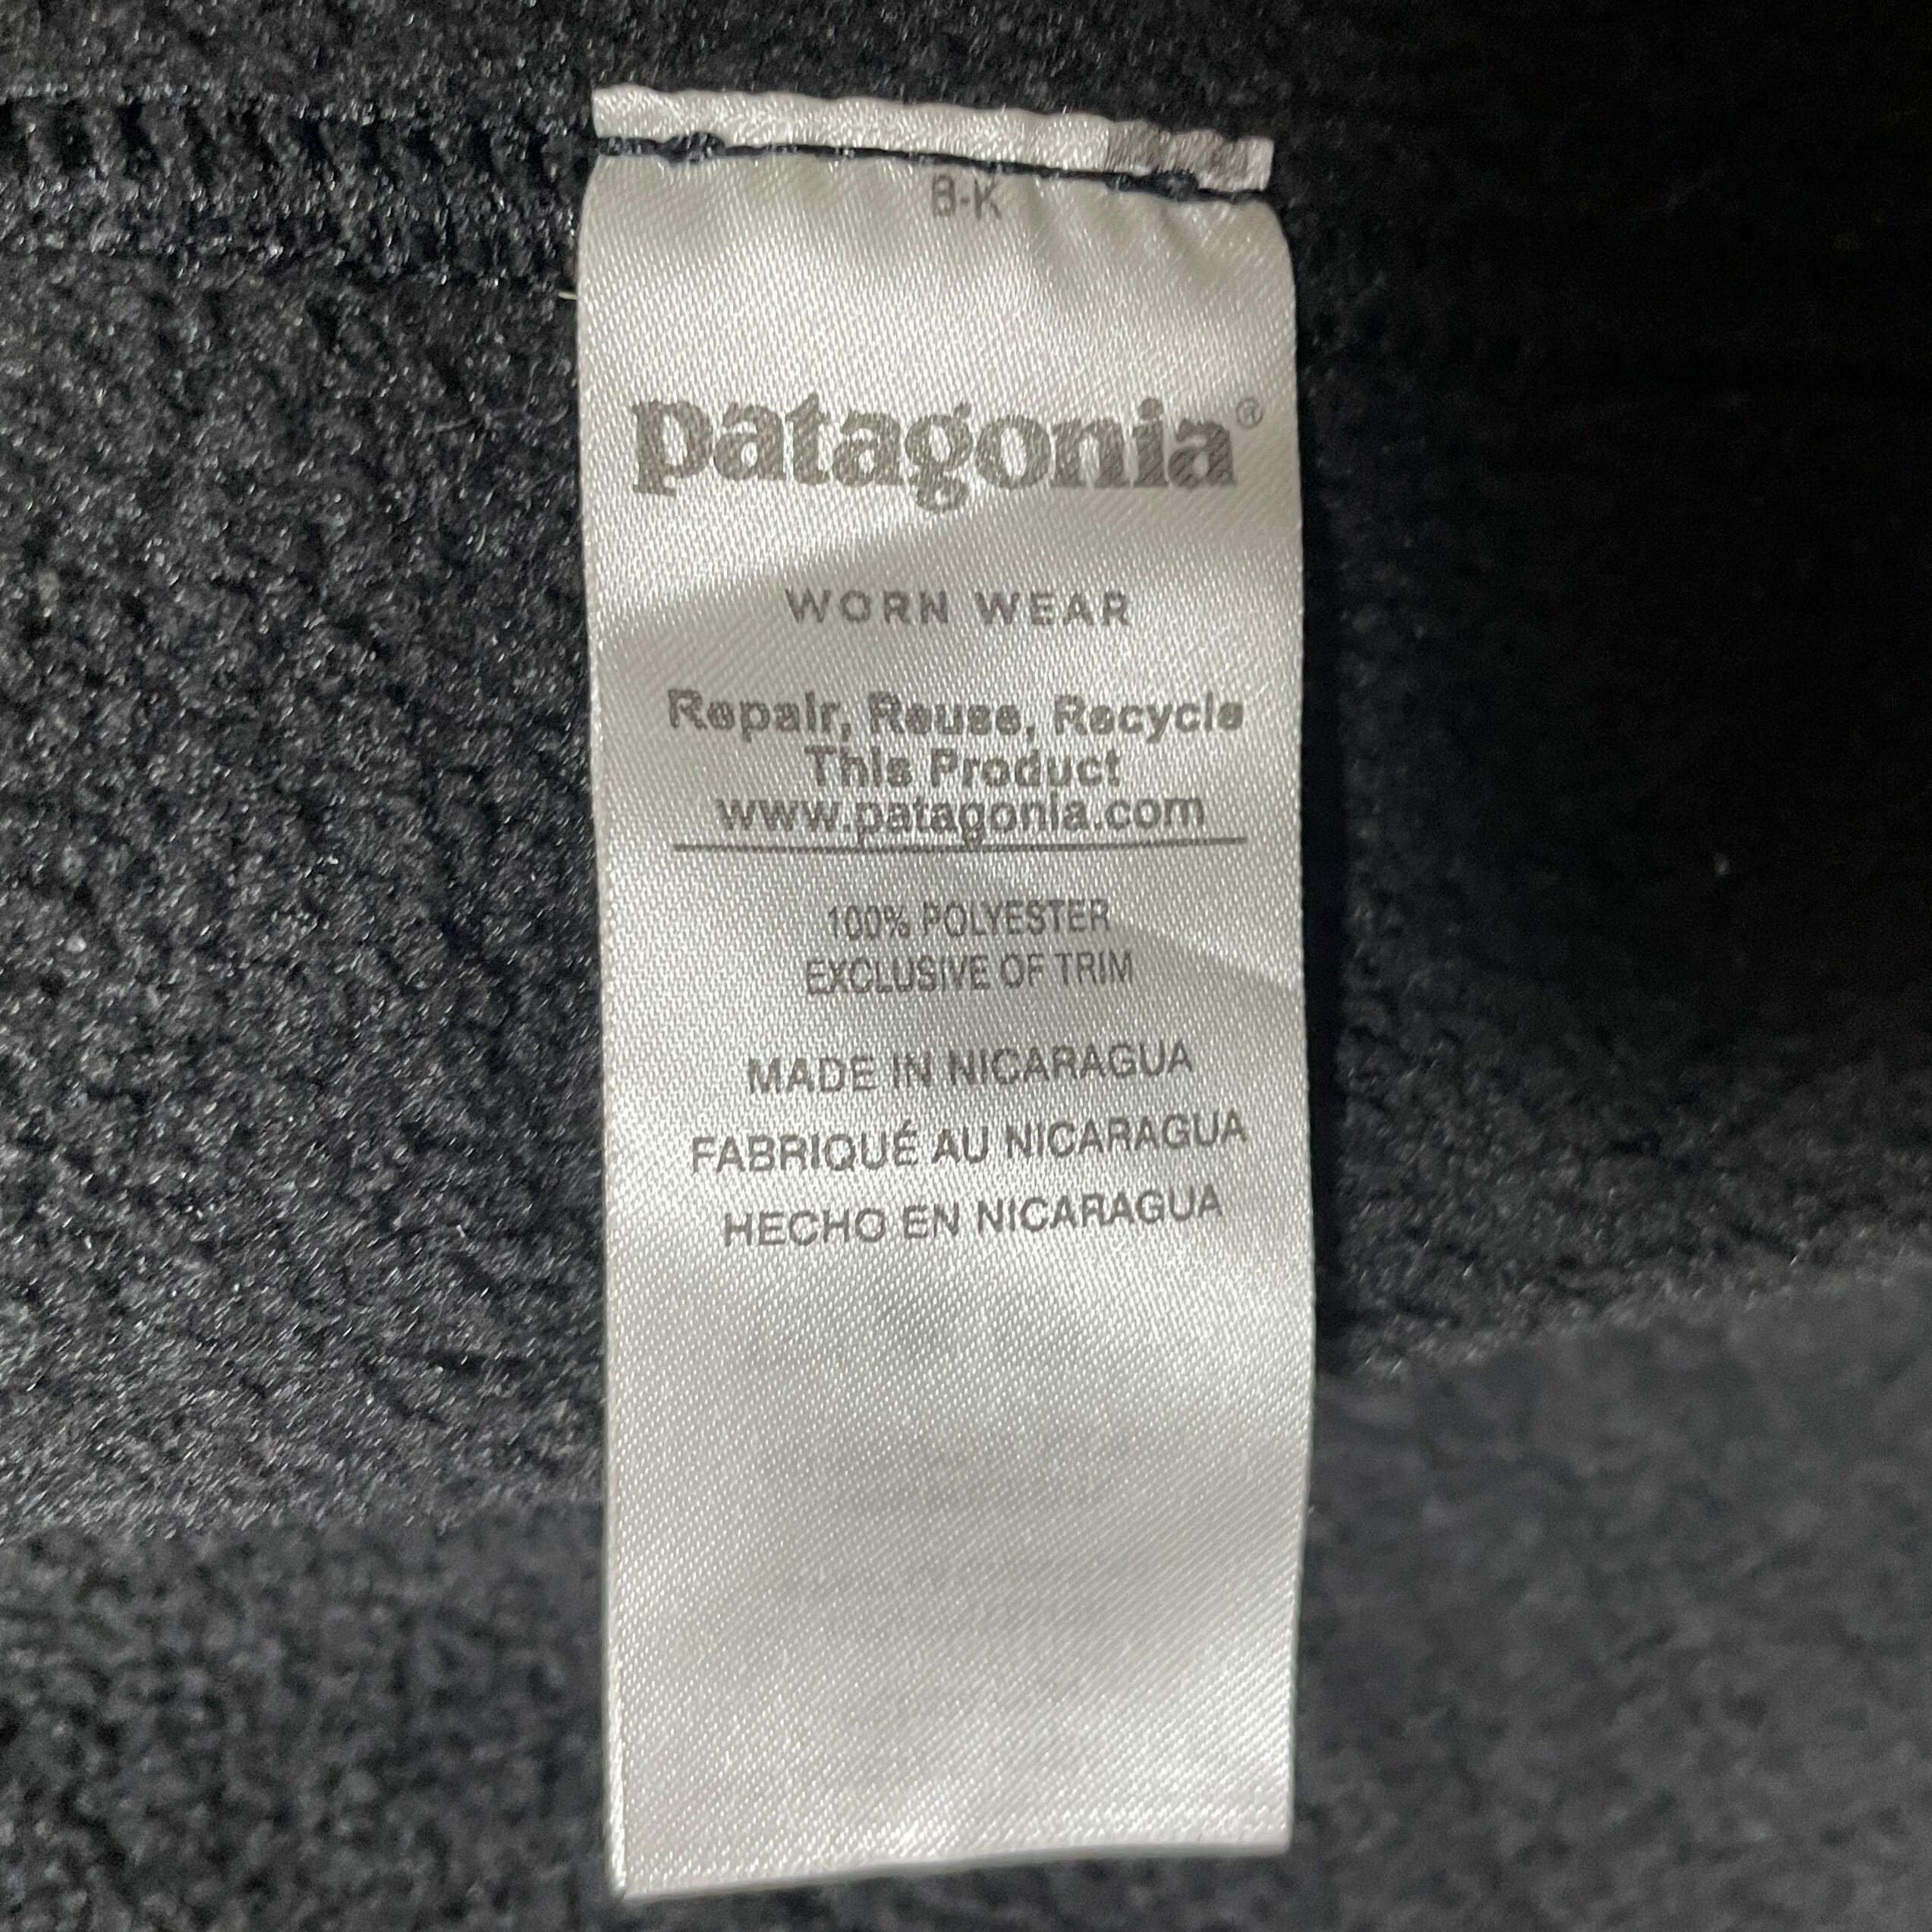 B-K
patagonia®
WORN WEAR
Repair, Reuse, Recycle
This Product
www.patagonia.com
100% POLYESTER
EXCLUSIVE OF TRIM
MADE IN NICARAGUA
FABRIQUÉ AU NICARAGUA
HECHO EN NICARAGUA